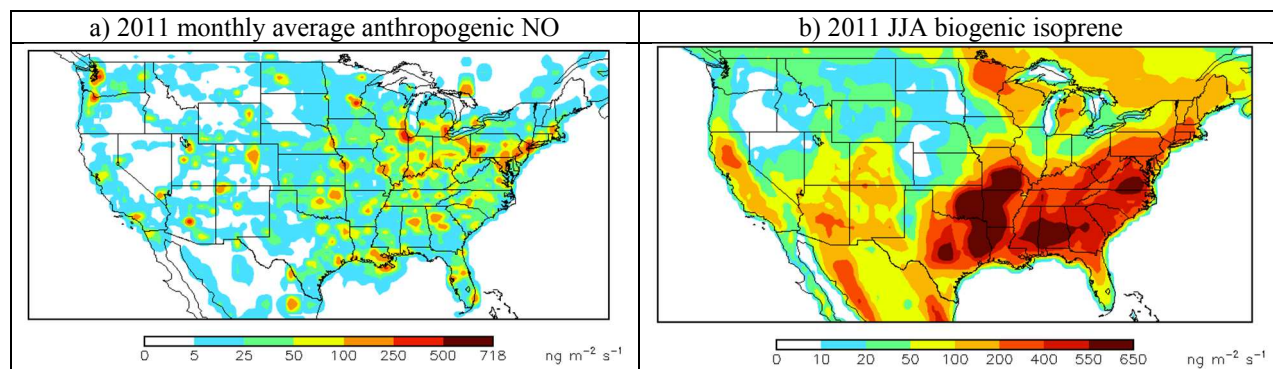 a) 2011 monthly average anthropogenic NO
b) 2011 JJA biogenic isoprene
0 5 25 50 100 250 500 718 ng m⁻² s⁻¹
0 10 20 50 100 200 400 550 650 ng m⁻² s⁻¹